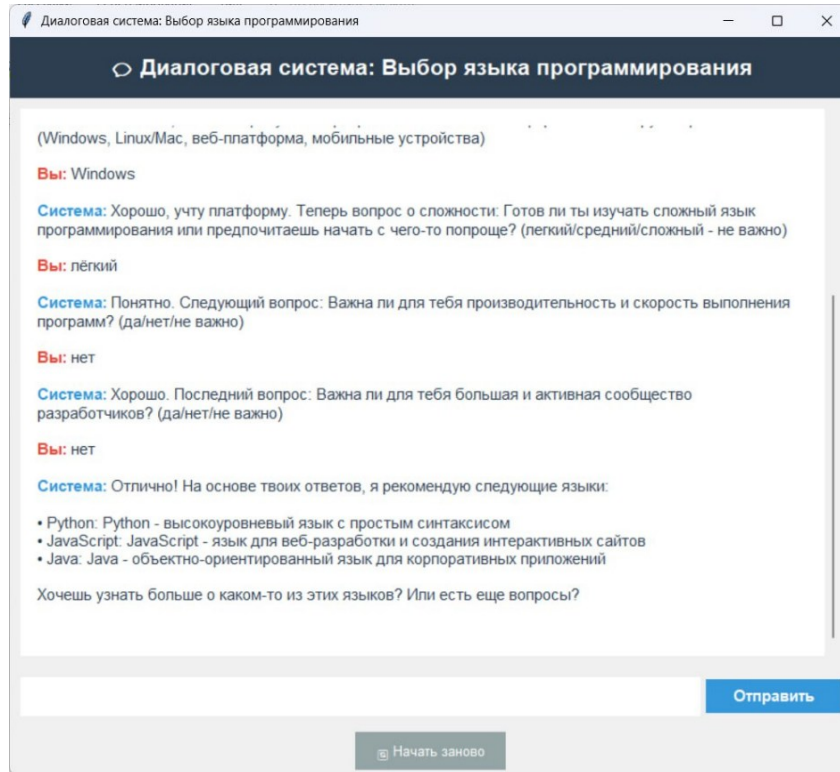 Диалоговая система: Выбор языка программирования
Диалоговая система: Выбор языка программирования
(Windows, Linux/Mac, веб-платформа, мобильные устройства)
Вы: Windows
Система: Хорошо, учту платформу. Теперь вопрос о сложности: Готов ли ты изучать сложный язык
программирования или предпочитаешь начать с чего-то попроще? (легкий/средний/сложный - не важно)
Вы: лёгкий
Система: Понятно. Следующий вопрос: Важна ли для тебя производительность и скорость выполнения
программ? (да/нет/не важно)
Вы: нет
Система: Хорошо. Последний вопрос: Важна ли для тебя большая и активная сообщество
разработчиков? (да/нет/не важно)
Вы: нет
Система: Отлично! На основе твоих ответов, я рекомендую следующие языки:
• Python: Python - высокоуровневый язык с простым синтаксисом
• JavaScript: JavaScript - язык для веб-разработки и создания интерактивных сайтов
• Java: Java - объектно-ориентированный язык для корпоративных приложений
Хочешь узнать больше о каком-то из этих языков? Или есть еще вопросы?
Отправить
Начать заново